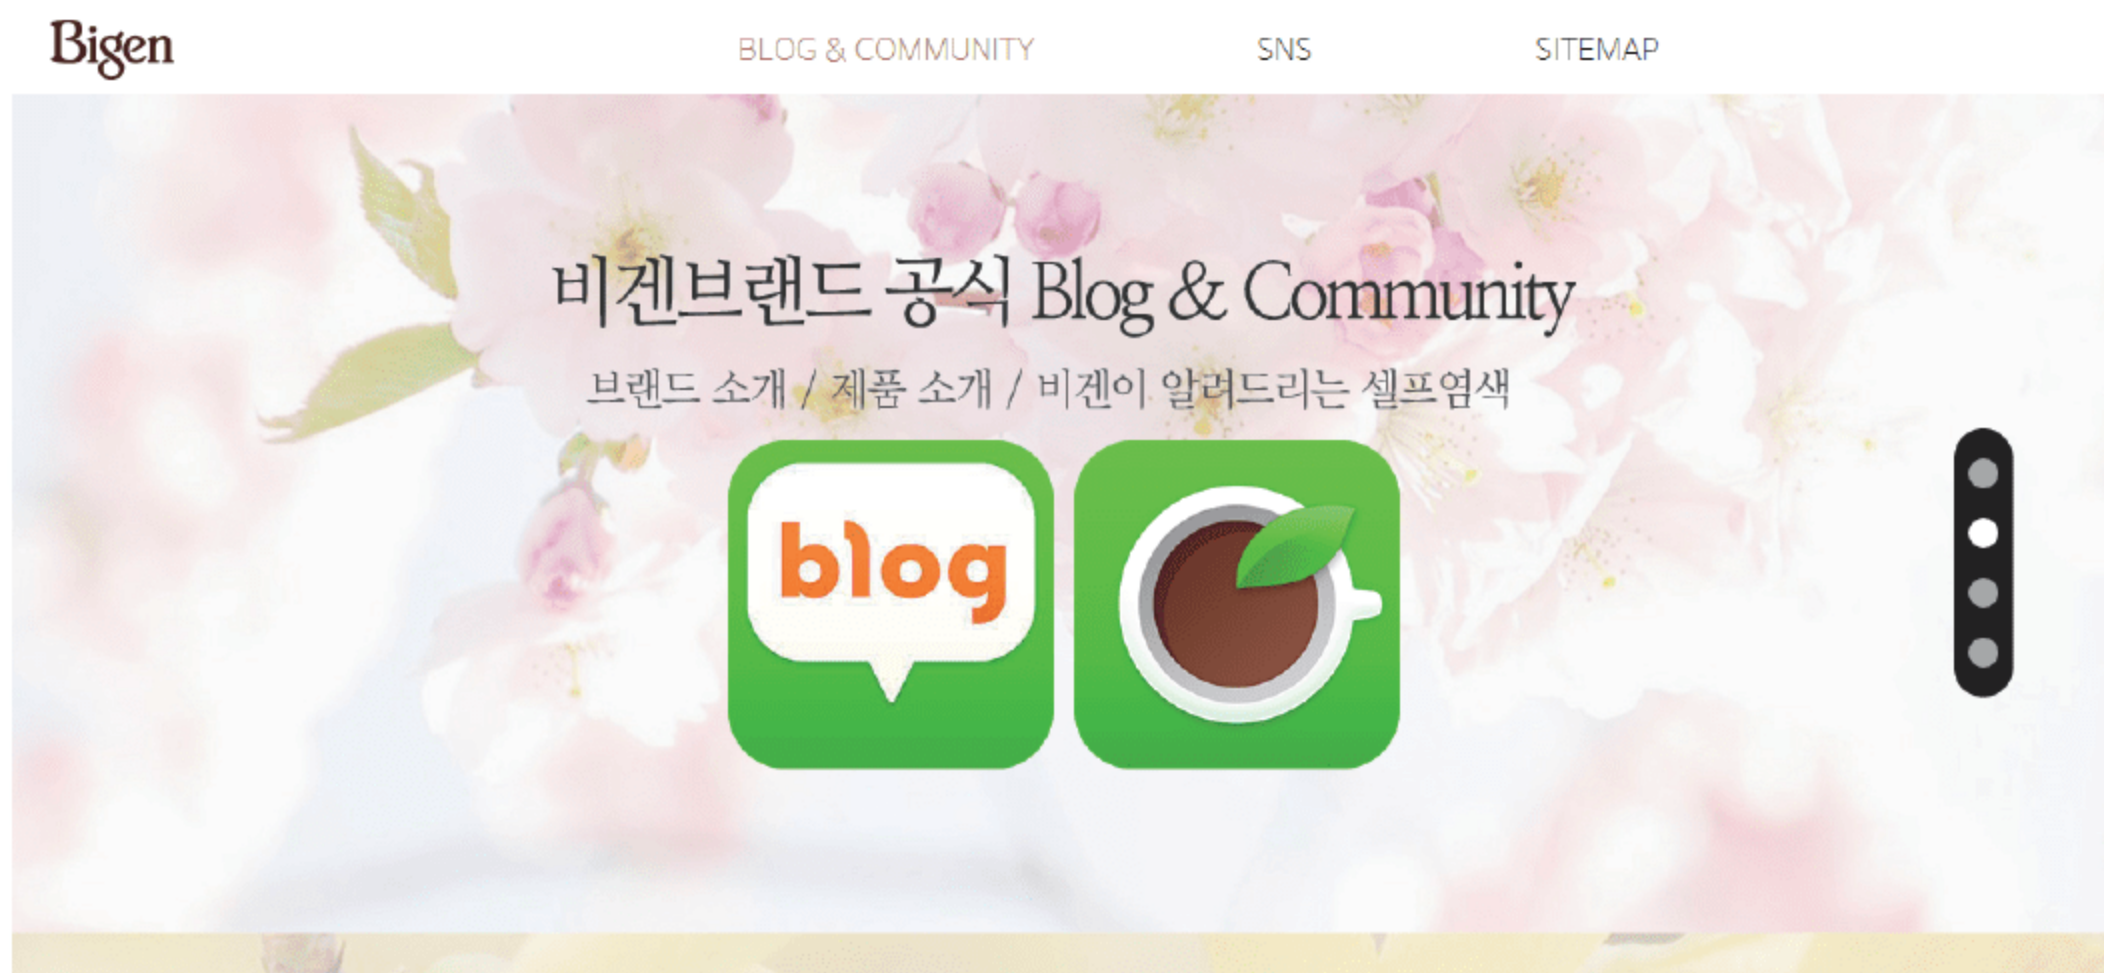 Bigen
BLOG & COMMUNITY
SNS
SITEMAP
비겐브랜드 공식 Blog & Community
브랜드 소개 / 제품 소개 / 비겐이 알려드리는 셀프염색
blog